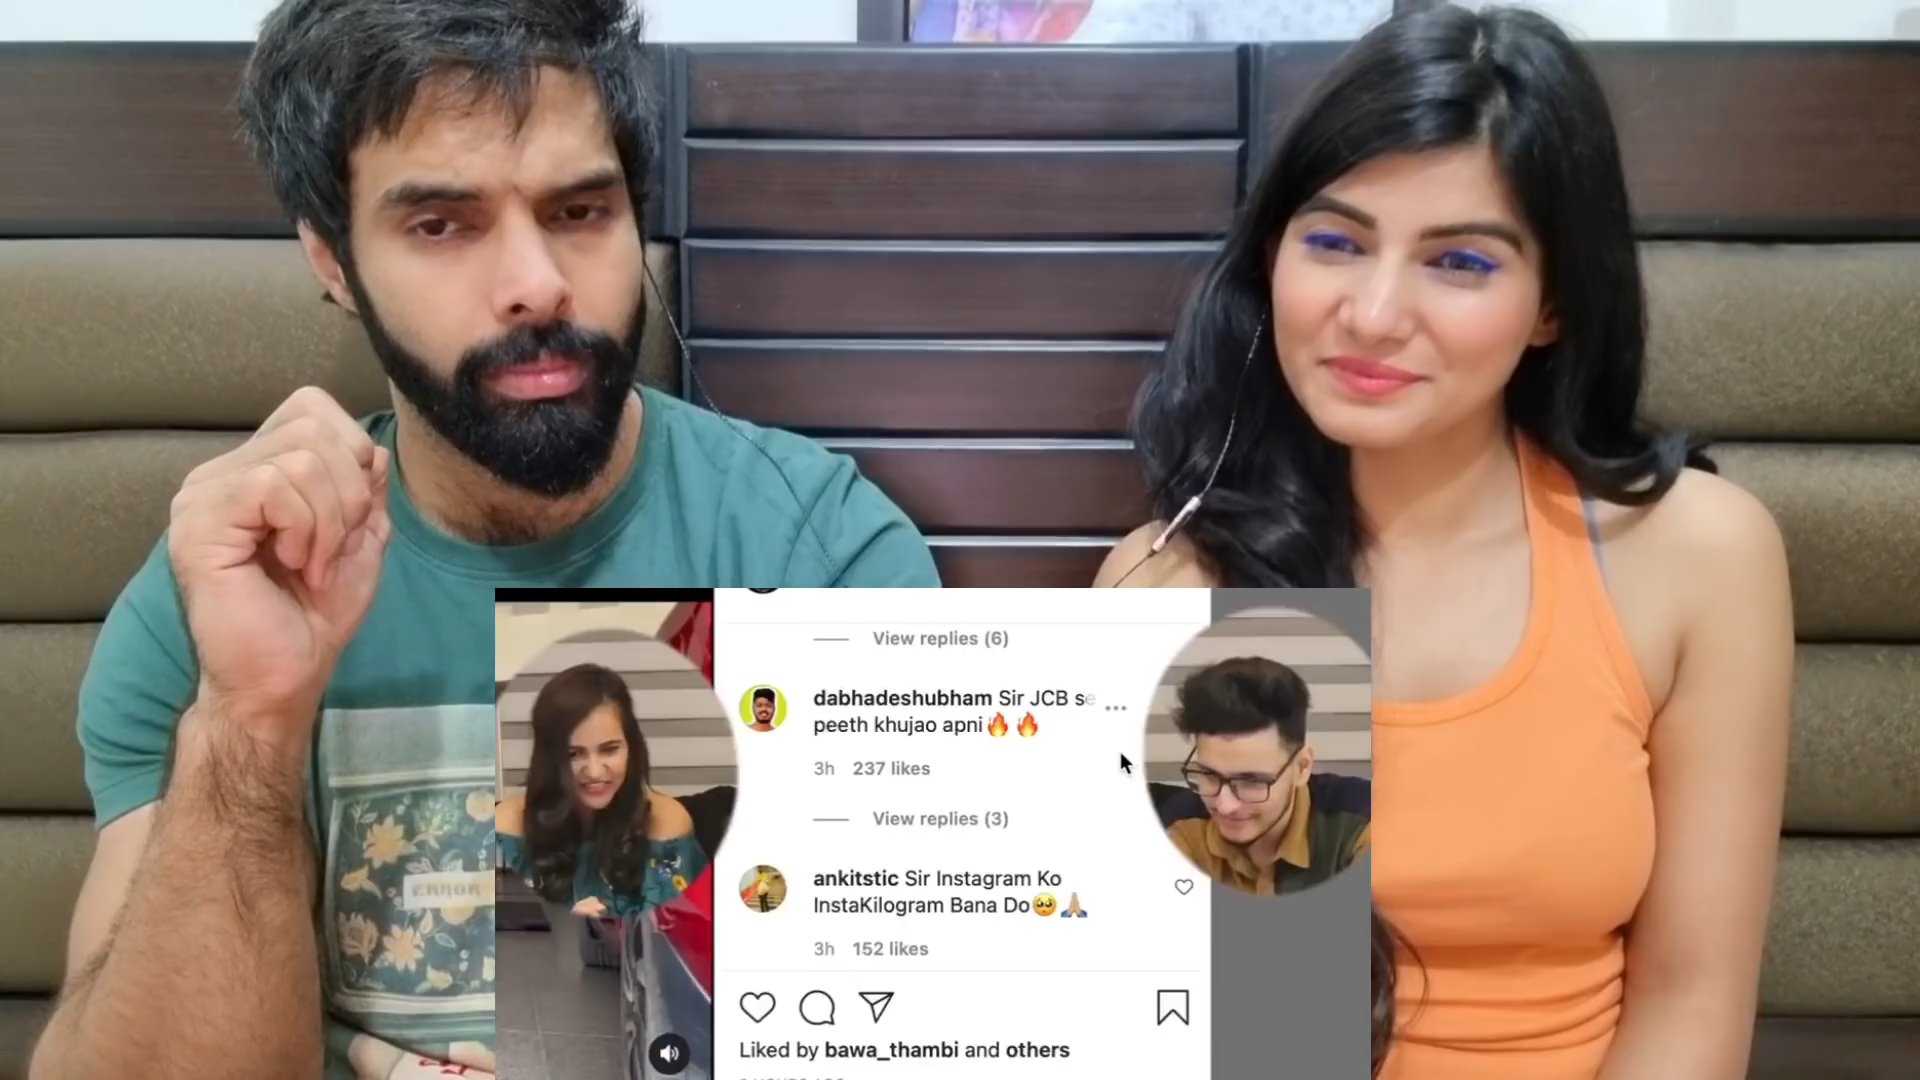 View replies (6)
dabhadeshubham Sir JCB se
peeth khujao apni🔥🔥
3h 237 likes
View replies (3)
ankitstic Sir Instagram Ko
InstaKilogram Bana Do🥺🙏🏼
3h 152 likes
Liked by bawa_thambi and others